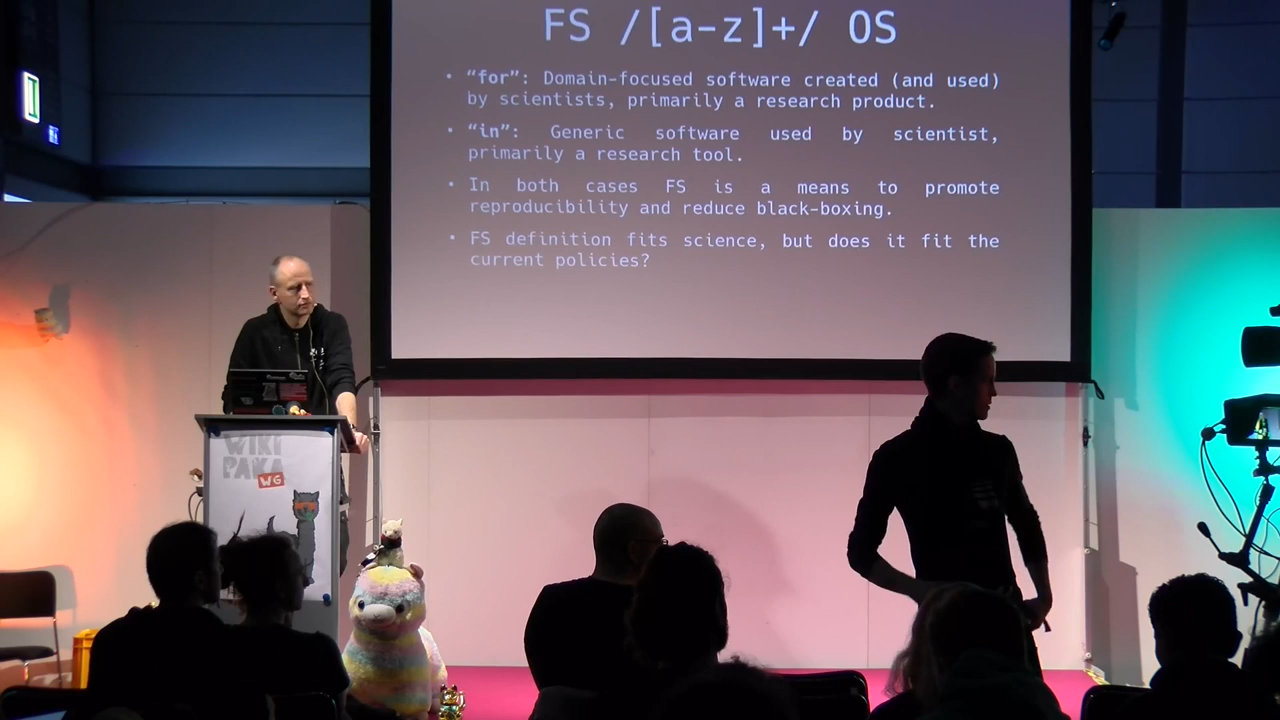 FS /[a-z]+/ OS
• “for”: Domain-focused software created (and used)
by scientists, primarily a research product.
• “in”: Generic software used by scientist,
primarily a research tool.
• In both cases FS is a means to promote
reproducibility and reduce black-boxing.
• FS definition fits science, but does it fit the
current policies?
WIKI
PAKA
WG